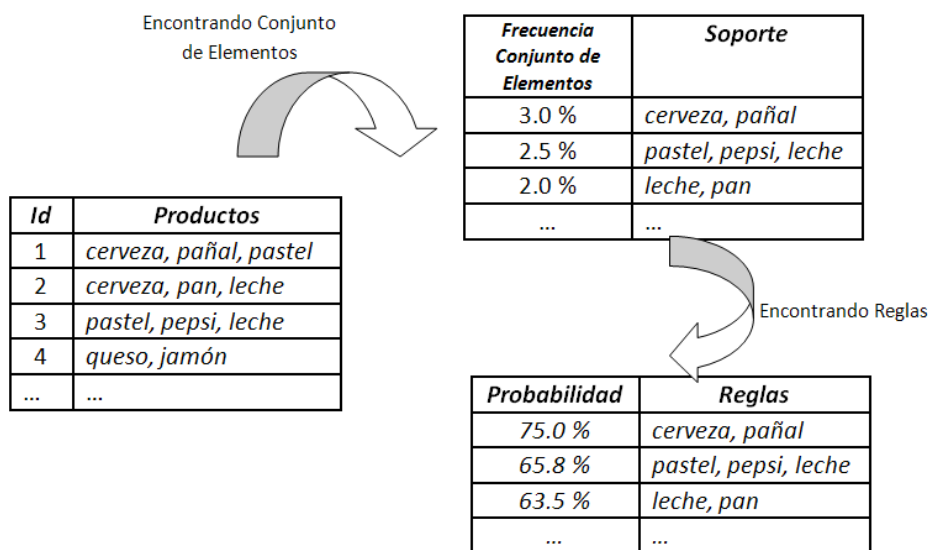 Encontrando Conjunto
de Elementos
Frecuencia
Conjunto de
Elementos
Soporte
3.0 % cerveza, pañal
2.5 % pastel, pepsi, leche
2.0 % leche, pan
... ...
Id Productos
1 cerveza, pañal, pastel
2 cerveza, pan, leche
3 pastel, pepsi, leche
4 queso, jamón
... ...
Encontrando Reglas
Probabilidad Reglas
75.0 % cerveza, pañal
65.8 % pastel, pepsi, leche
63.5 % leche, pan
... ...